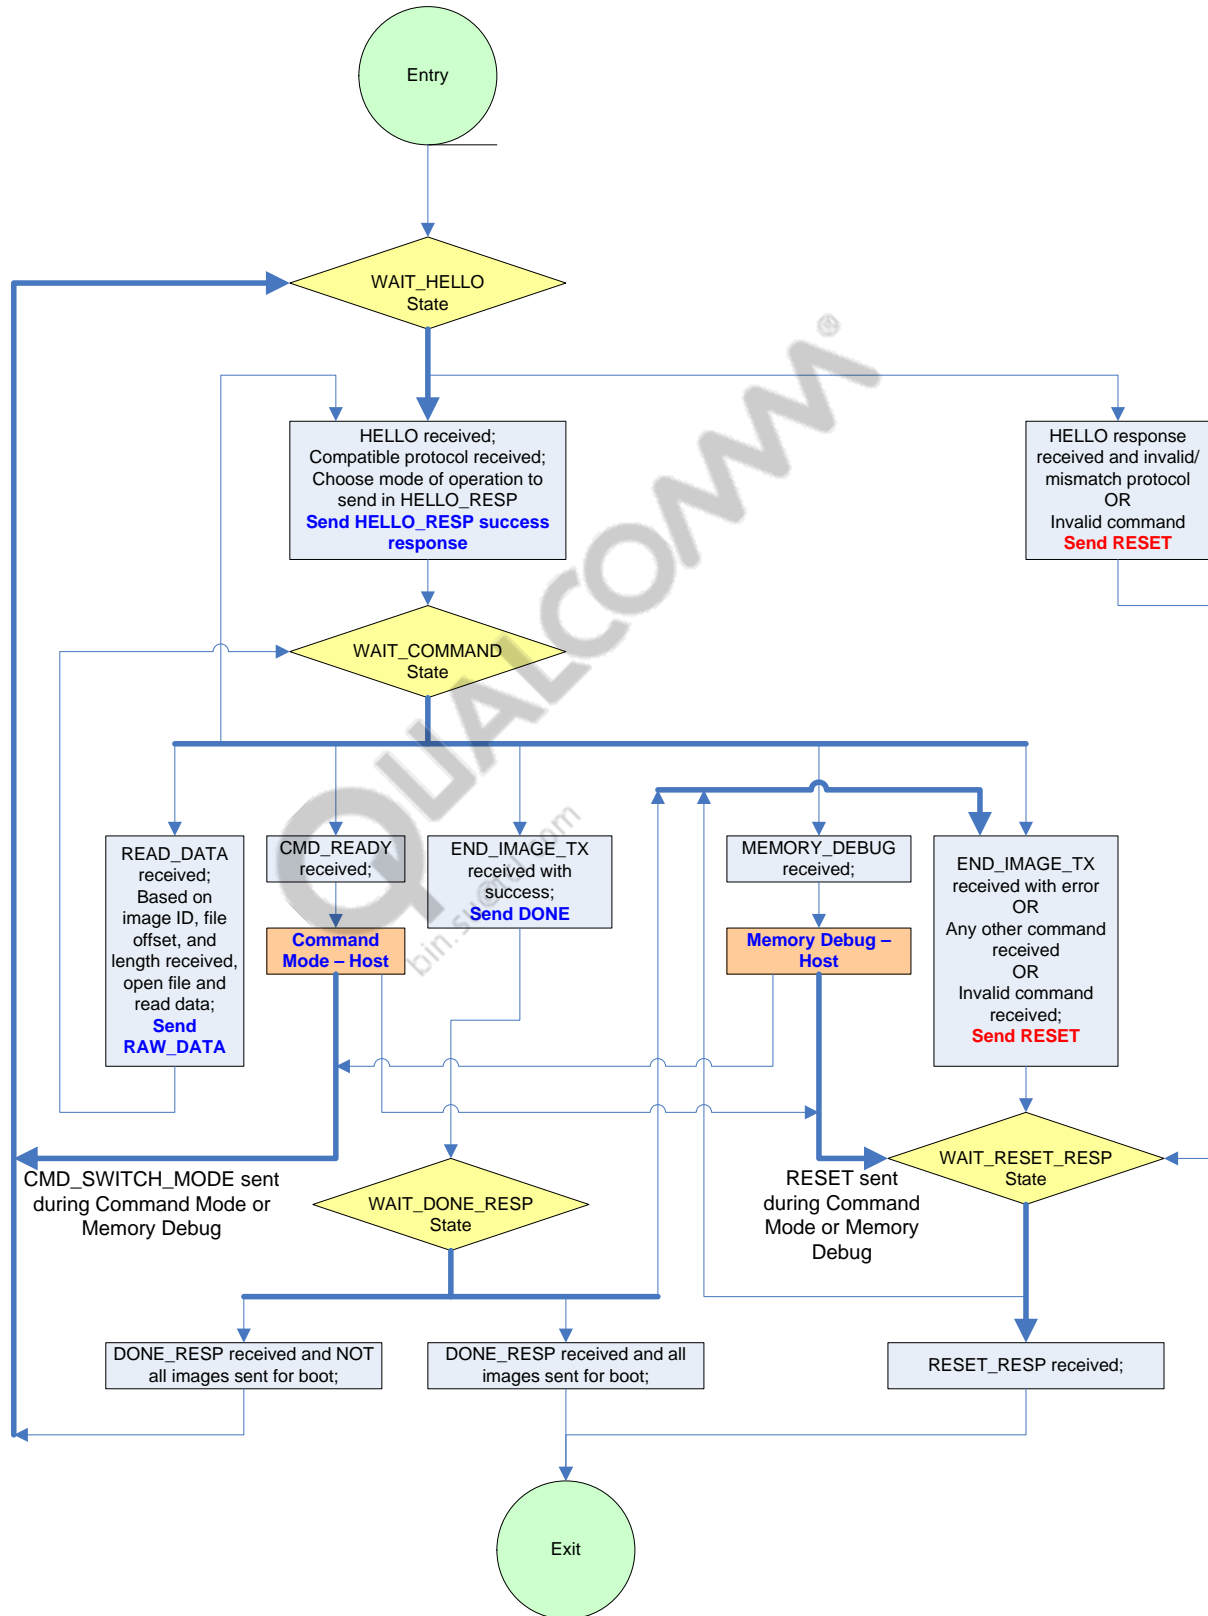 Entry
WAIT_HELLO
State
HELLO received;
Compatible protocol received;
Choose mode of operation to
send in HELLO_RESP
Send HELLO_RESP success
response
HELLO response
received and invalid/
mismatch protocol
OR
Invalid command
Send RESET
QUALCOMM®
WAIT_COMMAND
State
READ_DATA
received;
Based on
image ID, file
offset, and
length received,
open file and
read data;
Send
RAW_DATA
CMD_READY
received;
Command
Mode – Host
END_IMAGE_TX
received with
success;
Send DONE
MEMORY_DEBUG
received;
Memory Debug –
Host
END_IMAGE_TX
received with error
OR
Any other command
received
OR
Invalid command
received;
Send RESET
CMD_SWITCH_MODE sent
during Command Mode or
Memory Debug
WAIT_DONE_RESP
State
RESET sent
during Command
Mode or Memory
Debug
WAIT_RESET_RESP
State
DONE_RESP received and NOT
all images sent for boot;
DONE_RESP received and all
images sent for boot;
RESET_RESP received;
Exit